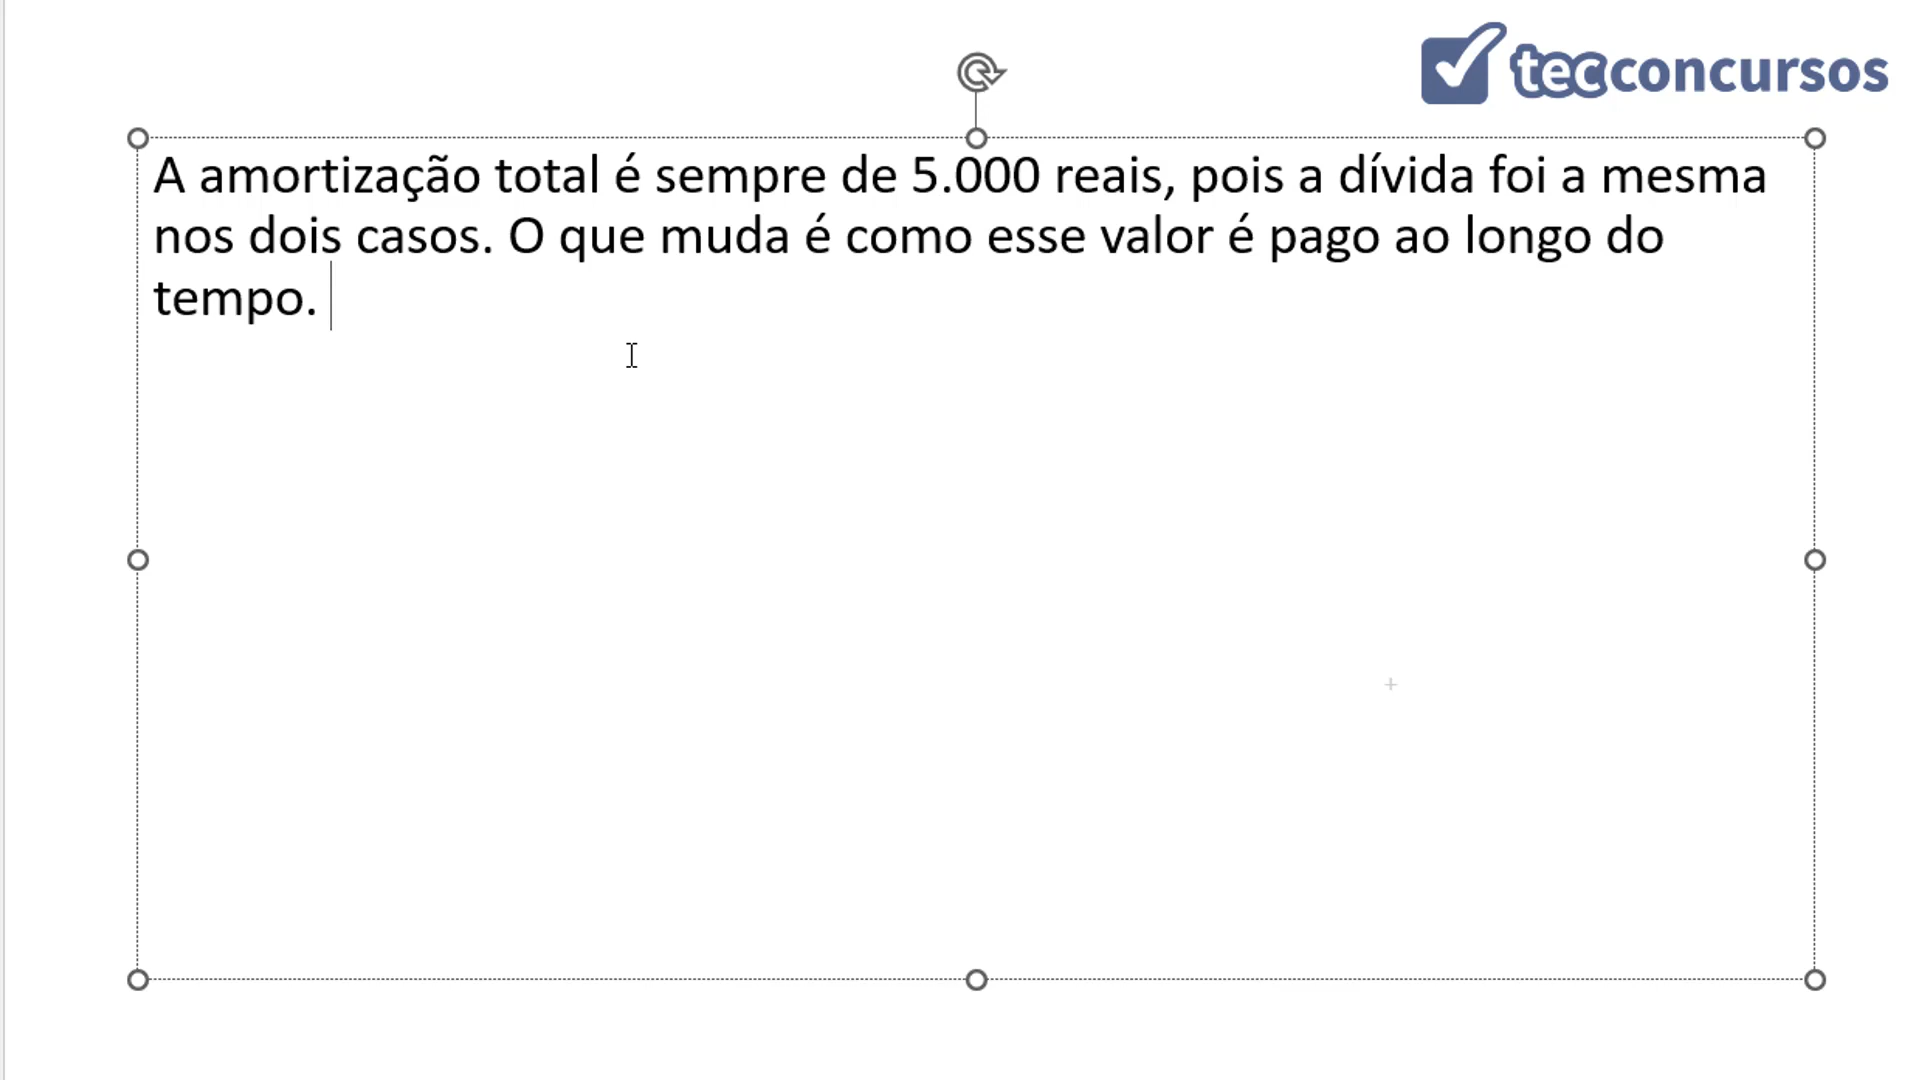 tecconcursos
A amortização total é sempre de 5.000 reais, pois a dívida foi a mesma
nos dois casos. O que muda é como esse valor é pago ao longo do
tempo.